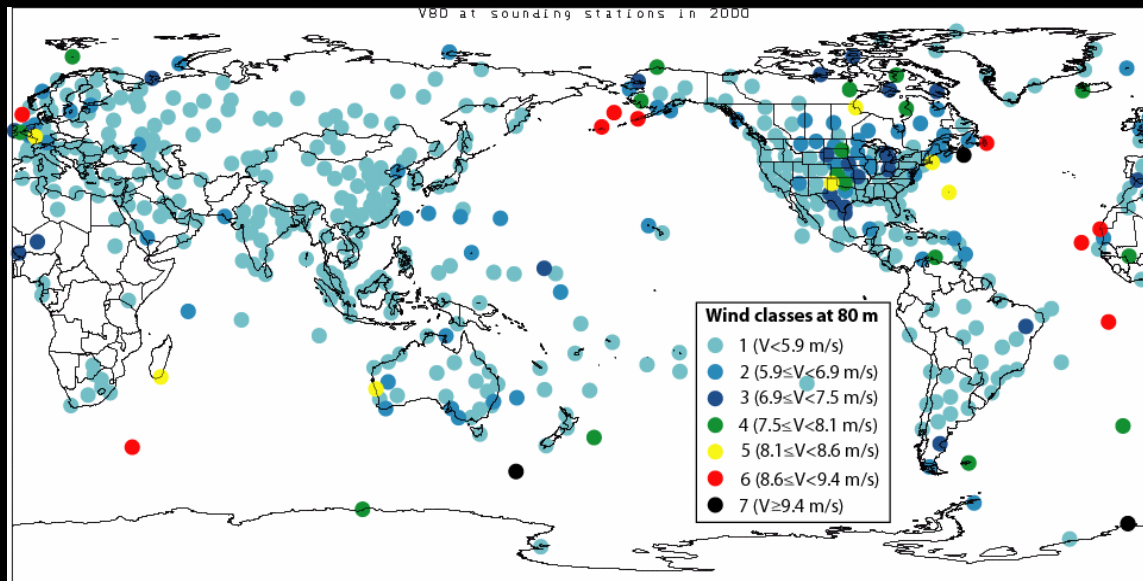 V80 at sounding stations in 2000
Wind classes at 80 m
1 (V<5.9 m/s)
2 (5.9≤V<6.9 m/s)
3 (6.9≤V<7.5 m/s)
4 (7.5≤V<8.1 m/s)
5 (8.1≤V<8.6 m/s)
6 (8.6≤V<9.4 m/s)
7 (V≥9.4 m/s)